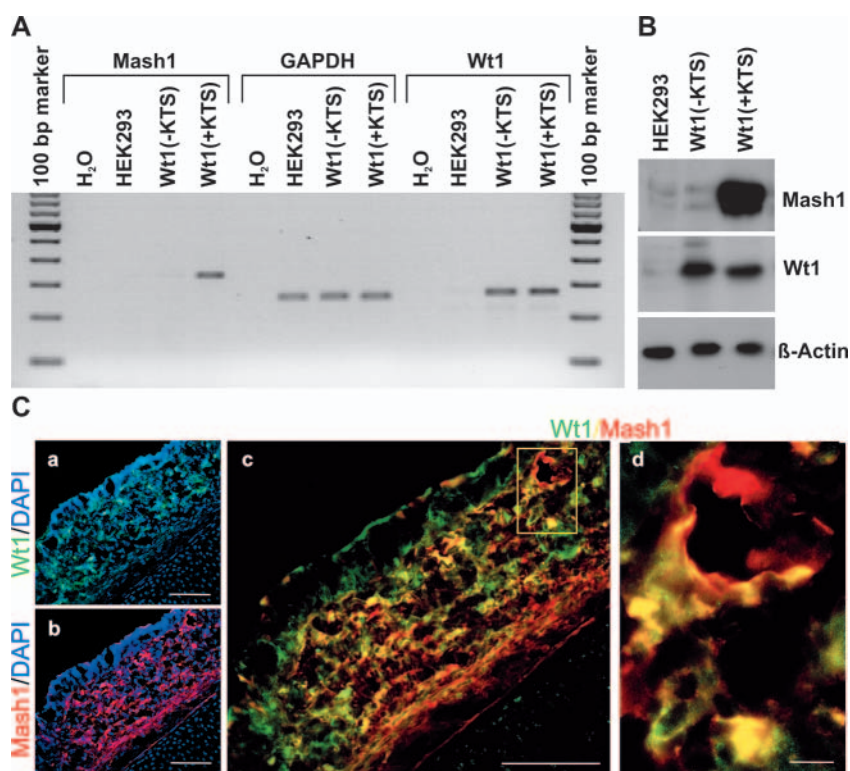 A
Mash1
GAPDH
Wt1
100 bp marker
H₂O
HEK293
Wt1(-KTS)
Wt1(+KTS)
H₂O
HEK293
Wt1(-KTS)
Wt1(+KTS)
H₂O
HEK293
Wt1(-KTS)
Wt1(+KTS)
100 bp marker
B
HEK293
Wt1(-KTS)
Wt1(+KTS)
Mash1
Wt1
ß-Actin
C
Wt1/Mash1
a
Wt1/DAPI
b
Mash1/DAPI
c
d